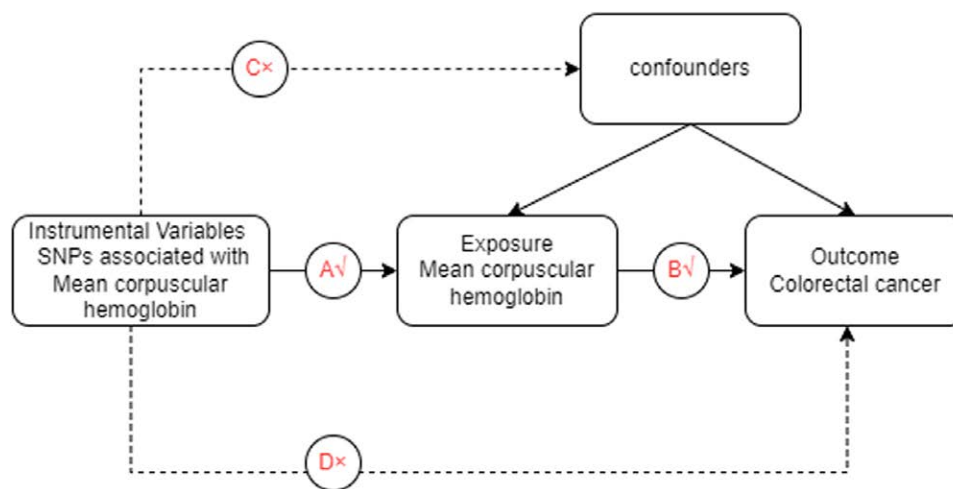 C×
confounders
Instrumental Variables
SNPs associated with
Mean corpuscular
hemoglobin
A√
Exposure
Mean corpuscular
hemoglobin
B√
Outcome
Colorectal cancer
D×